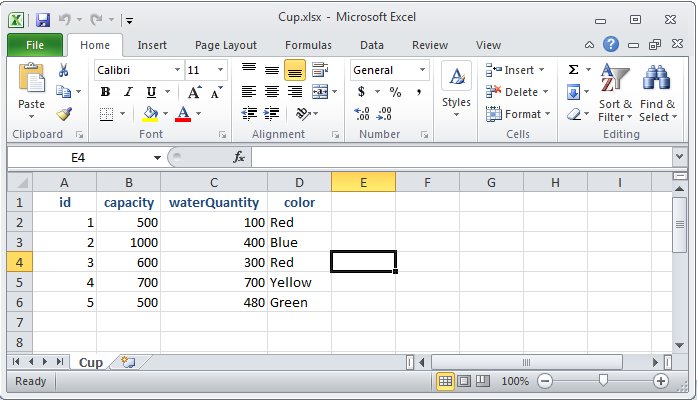 Cup.xlsx - Microsoft Excel
File Home Insert Page Layout Formulas Data Review View
Paste Calibri 11 General Styles Insert Delete Format Sort & Filter Find & Select
B I U A A $ % , .00 .0 Σ
Clipboard Font Alignment Number Cells Editing
E4 fx
A B C D E F G H I
1 id capacity waterQuantity color
2 1 500 100 Red
3 2 1000 400 Blue
4 3 600 300 Red
5 4 700 700 Yellow
6 5 500 480 Green
7
8
Cup
Ready 100%